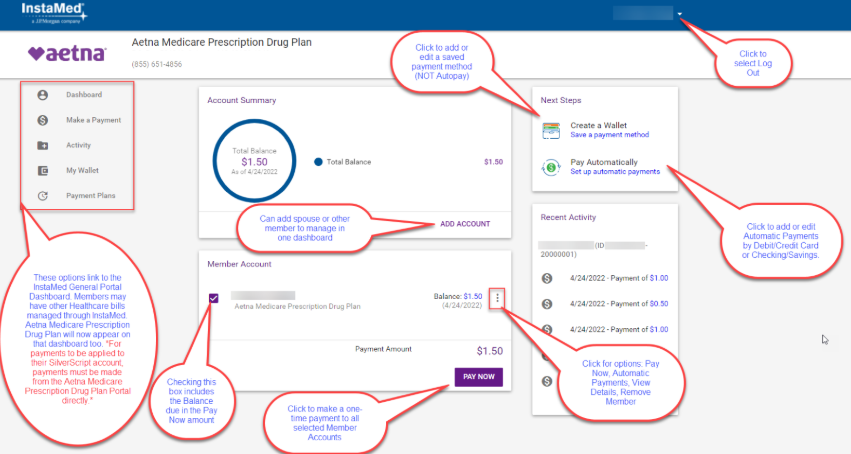 InstaMed
a J.P.Morgan company
aetna
Aetna Medicare Prescription Drug Plan
(855) 651-4856
Click to add or
edit a saved
payment method
(NOT Autopay)
Click to
select Log
Out
Dashboard
Make a Payment
Activity
My Wallet
Payment Plans
Account Summary
Total Balance
$1.50
As of 4/24/2022
Total Balance
$1.50
ADD ACCOUNT
Can add spouse or other
member to manage in
one dashboard
Next Steps
Create a Wallet
Save a payment method
Pay Automatically
Set up automatic payments
Click to add or edit
Automatic Payments
by Debit/Credit Card
or Checking/Savings.
These options link to the
InstaMed General Portal
Dashboard. Members may
have other Healthcare bills
managed through InstaMed.
Aetna Medicare Prescription
Drug Plan will now appear on
that dashboard too. "For
payments to be applied to
their SilverScript account,
payments must be made
from the Aetna Medicare
Prescription Drug Plan Portal
directly."
Member Account
Aetna Medicare Prescription Drug Plan
Balance: $1.50
(4/24/2022)
Payment Amount
$1.50
PAY NOW
Checking this
box includes
the Balance
due in the Pay
Now amount
Click to make a one-
time payment to all
selected Member
Accounts
Recent Activity
(ID
-
20000001)
4/24/2022 - Payment of $1.00
4/24/2022 - Payment of $0.50
4/24/2022 - Payment of $1.00
Click for options: Pay
Now, Automatic
Payments, View
Details, Remove
Member